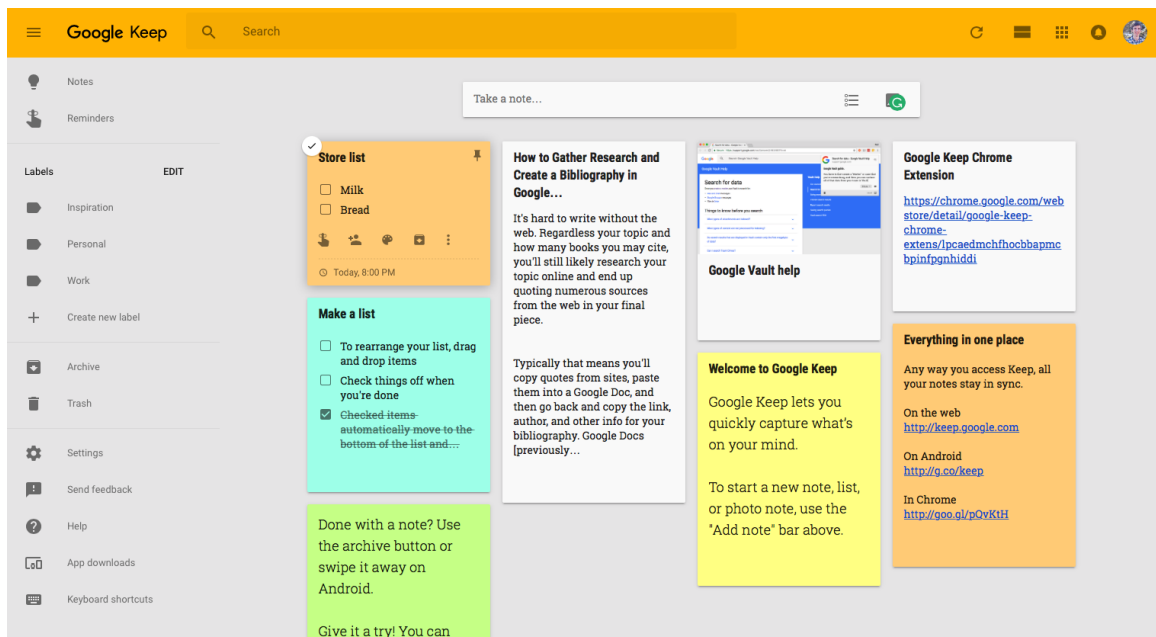 Google Keep
Search
Notes
Reminders
Labels
EDIT
Inspiration
Personal
Work
Create new label
Archive
Trash
Settings
Send feedback
Help
App downloads
Keyboard shortcuts
Take a note...
Store list
Milk
Bread
Today, 8:00 PM
Make a list
To rearrange your list, drag
and drop items
Check things off when
you're done
Checked items
automatically move to the
bottom of the list and...
Done with a note? Use
the archive button or
swipe it away on
Android.
Give it a try! You can
How to Gather Research and
Create a Bibliography in
Google...
It's hard to write without the
web. Regardless your topic and
how many books you may cite,
you'll still likely research your
topic online and end up
quoting numerous sources
from the web in your final
piece.
Typically that means you'll
copy quotes from sites, paste
them into a Google Doc, and
then go back and copy the link,
author, and other info for your
bibliography. Google Docs
[previously...
Search for data
Things to know before you search
Google Vault help
Welcome to Google Keep
Google Keep lets you
quickly capture what's
on your mind.
To start a new note, list,
or photo note, use the
"Add note" bar above.
Google Keep Chrome
Extension
https://chrome.google.com/web
store/detail/google-keep-
chrome-
extens/lpcaedmchfhocbbapmc
bpinfpgnhiddi
Everything in one place
Any way you access Keep, all
your notes stay in sync.
On the web
http://keep.google.com
On Android
http://g.co/keep
In Chrome
http://goo.gl/pQvKtH